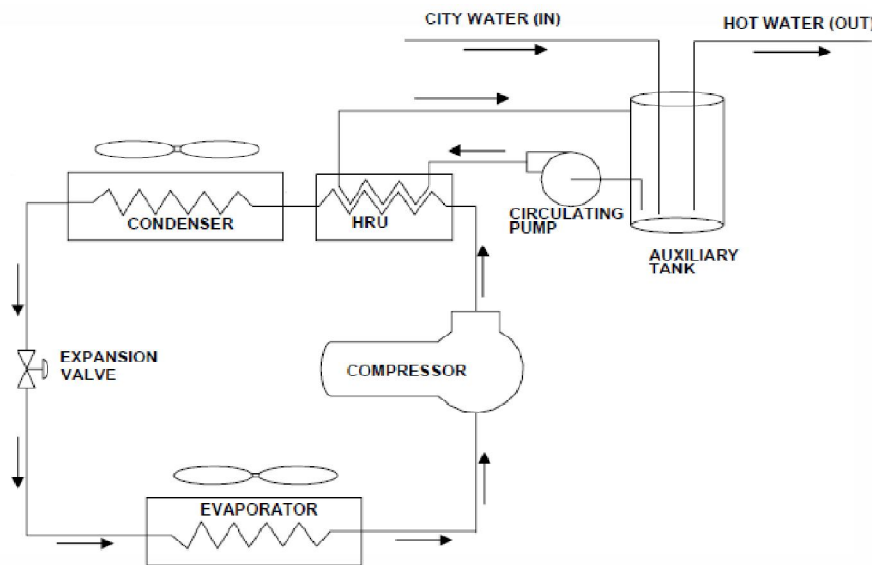 CITY WATER (IN)
HOT WATER (OUT)
CONDENSER
HRU
CIRCULATING
PUMP
AUXILIARY
TANK
EXPANSION
VALVE
COMPRESSOR
EVAPORATOR